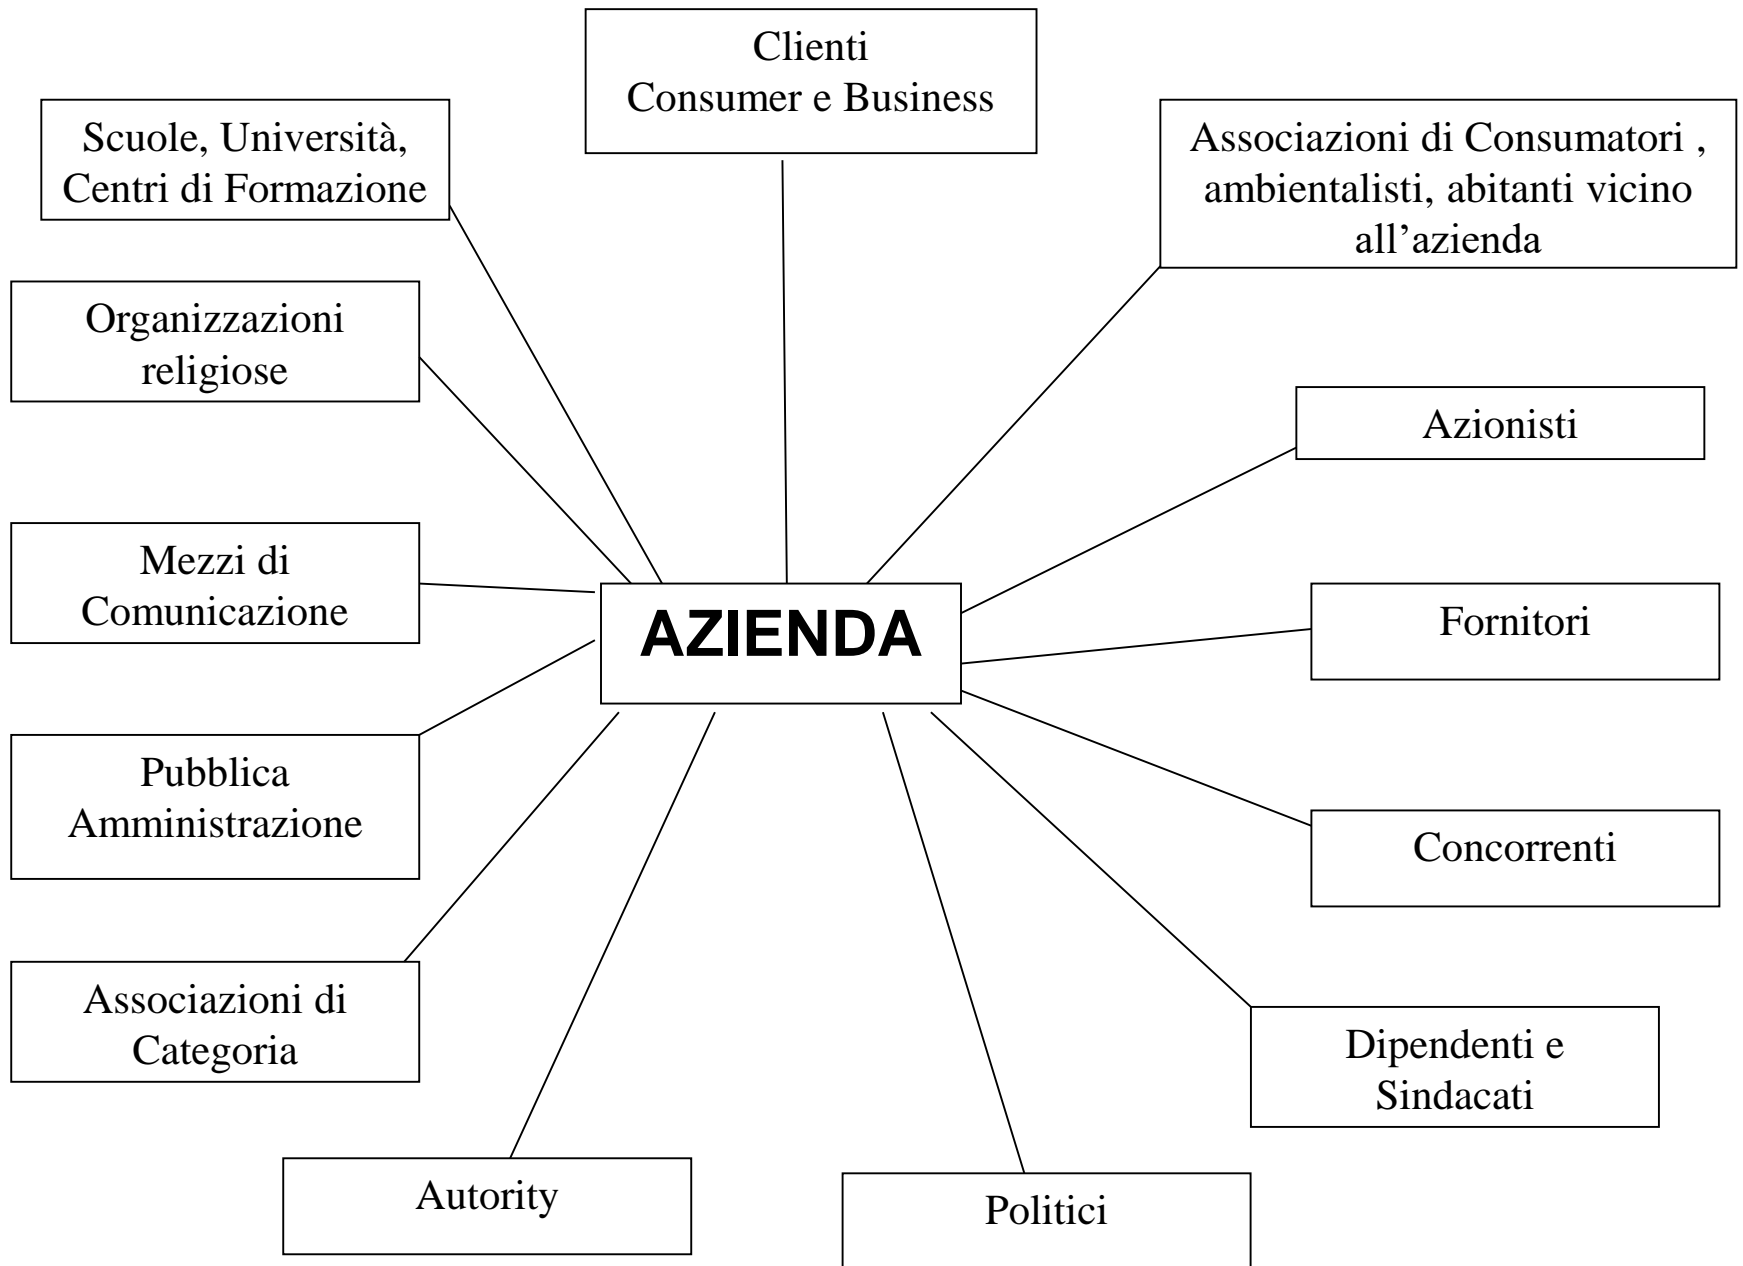 Clienti
Consumer e Business
Scuole, Università,
Centri di Formazione
Associazioni di Consumatori ,
ambientalisti, abitanti vicino
all’azienda
Organizzazioni
religiose
Azionisti
Mezzi di
Comunicazione
AZIENDA
Fornitori
Pubblica
Amministrazione
Concorrenti
Associazioni di
Categoria
Dipendenti e
Sindacati
Autority
Politici